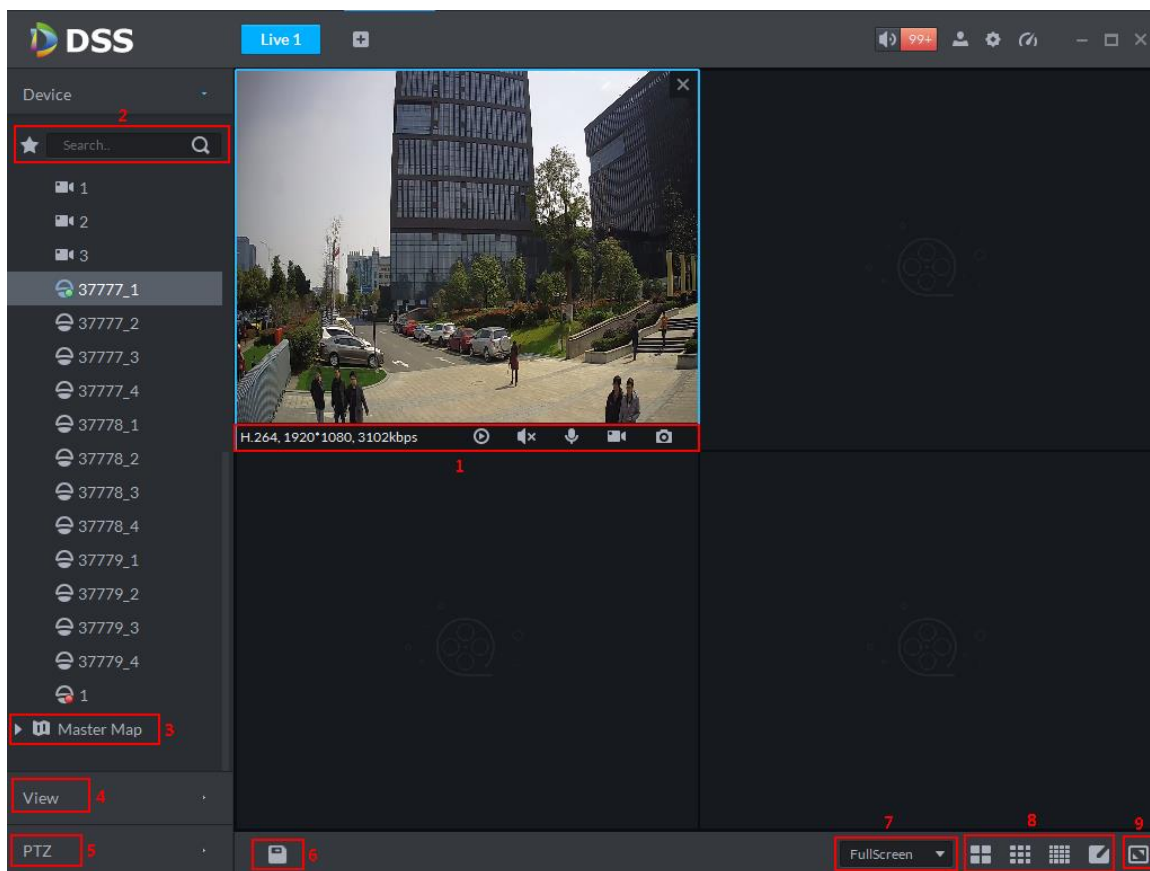 DSS
Live 1
99+
Device
2
Search..
1
2
3
37777_1
37777_2
37777_3
37777_4
37778_1
37778_2
37778_3
37778_4
37779_1
37779_2
37779_3
37779_4
1
Master Map 3
View 4
PTZ 5
H.264, 1920*1080, 3102kbps
1
6
7
FullScreen
8
9